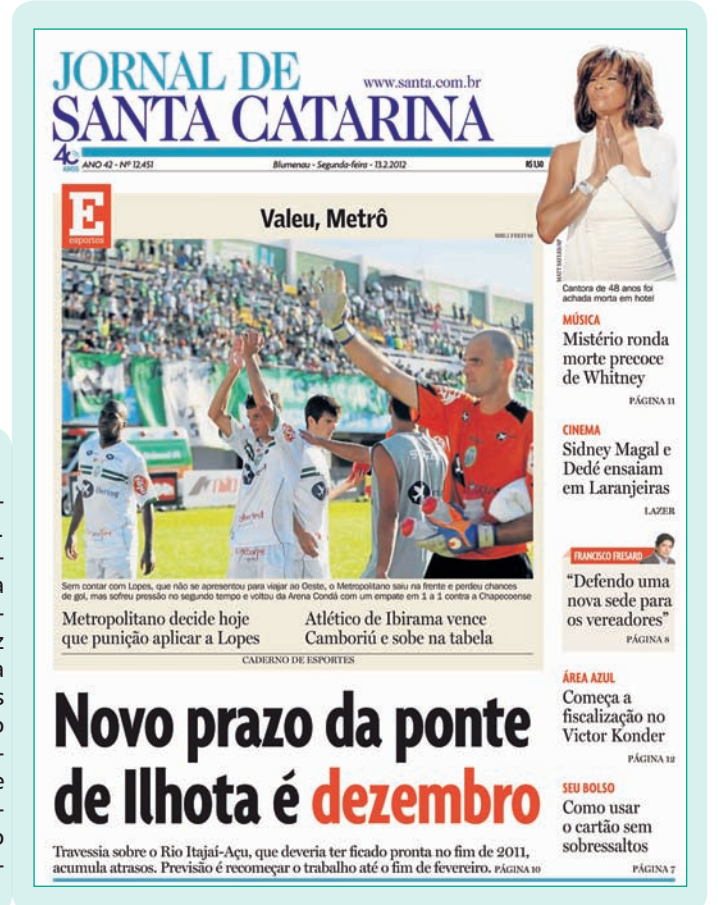 JORNAL DE
SANTA CATARINA
www.santa.com.br
40 ANOS
ANO 42 - Nº 12.451
Blumenau - Segunda-feira - 13.2.2012
R$ 1,50
E
esportes
Valeu, Metrô
Sem contar com Lopes, que não se apresentou para viajar ao Oeste, o Metropolitano saiu na frente e perdeu chances
de gol, mas sofreu pressão no segundo tempo e voltou da Arena Condá com um empate em 1 a 1 contra a Chapecoense
Metropolitano decide hoje
que punição aplicar a Lopes
Atlético de Ibirama vence
Camboriú e sobe na tabela
CADERNO DE ESPORTES
Novo prazo da ponte
de Ilhota é dezembro
Travessia sobre o Rio Itajaí-Açu, que deveria ter ficado pronta no fim de 2011,
acumula atrasos. Previsão é recomeçar o trabalho até o fim de fevereiro. PÁGINA 10
Cantora de 48 anos foi
achada morta em hotel
MÚSICA
Mistério ronda
morte precoce
de Whitney
PÁGINA 11
CINEMA
Sidney Magal e
Dedé ensaiam
em Laranjeiras
LAZER
FRANCISCO FRESARD
“Defendo uma
nova sede para
os vereadores”
PÁGINA 8
ÁREA AZUL
Começa a
fiscalização no
Victor Konder
PÁGINA 12
SEU BOLSO
Como usar
o cartão sem
sobressaltos
PÁGINA 7